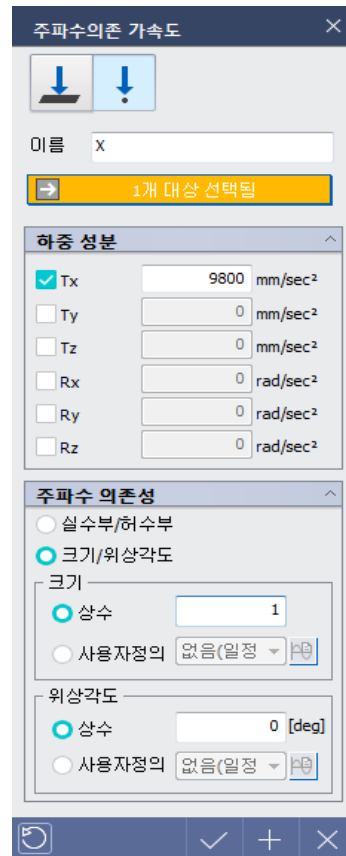 주파수의존 가속도
이름 X
1개 대상 선택됨
하중 성분
Tx 9800 mm/sec²
Ty 0 mm/sec²
Tz 0 mm/sec²
Rx 0 rad/sec²
Ry 0 rad/sec²
Rz 0 rad/sec²
주파수 의존성
실수부/허수부
크기/위상각도
크기
상수 1
사용자정의 없음(일정
위상각도
상수 0 [deg]
사용자정의 없음(일정